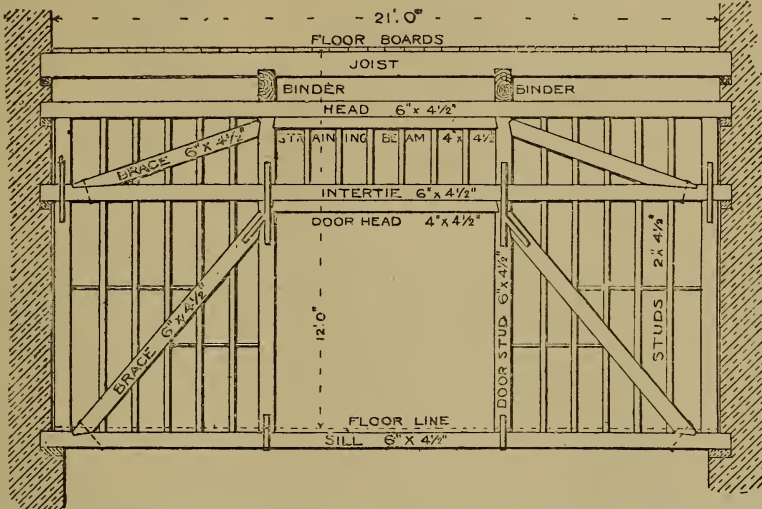 21'.0"
FLOOR BOARDS
JOIST
BINDER
BINDER
HEAD 6"x 4½"
BRACE 6"x 4½"
STRAINING BEAM 4"x 4½
INTERTIE 6"x 4½"
DOOR HEAD 4"x 4½"
BRACE 6"x 4½"
12'.0"
DOOR STUD 6"x 4½"
STUDS 2"x 4½"
FLOOR LINE
SILL 6"x 4½"